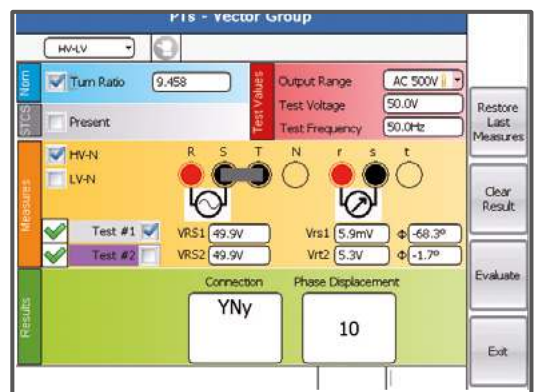 PTs - Vector Group
HV-LV
Nom
Turn Ratio 9.458
STCS
Present
Test Values
Output Range AC 500V
Test Voltage 50.0V
Test Frequency 50.0Hz
Restore
Last
Measures
Clear
Result
Evaluate
Exit
Measures
HV-N
LV-N
R S T N r s t
Test #1 VRS1 49.9V Vrs1 5.9mV Φ -68.3º
Test #2 VRS2 49.9V Vrt2 5.3V Φ -1.7º
Results
Connection Phase Displacement
YNy 10